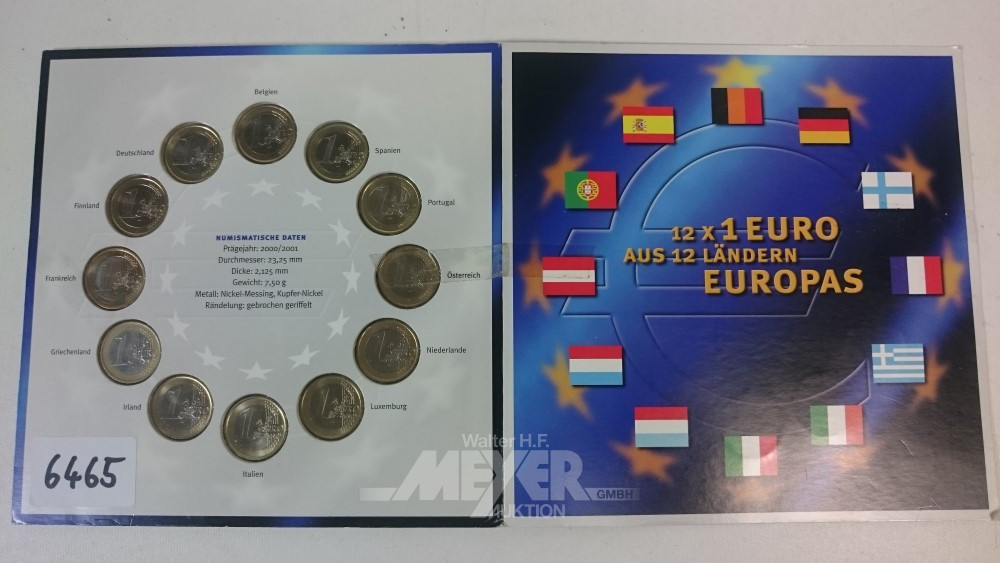 Belgien
Deutschland
Spanien
Finnland
Portugal
NUMISMATISCHE DATEN
Prägejahr: 2000/2001
Durchmesser: 23,25 mm
Dicke: 2,125 mm
Gewicht: 7,50 g
Metall: Nickel-Messing, Kupfer-Nickel
Rändelung: gebrochen geriffelt
Frankreich
Österreich
Griechenland
Niederlande
Irland
Luxemburg
Italien
6465
12 x 1 EURO
AUS 12 LÄNDERN
EUROPAS
Walter H.F.
MEYER
GMBH
AUKTION